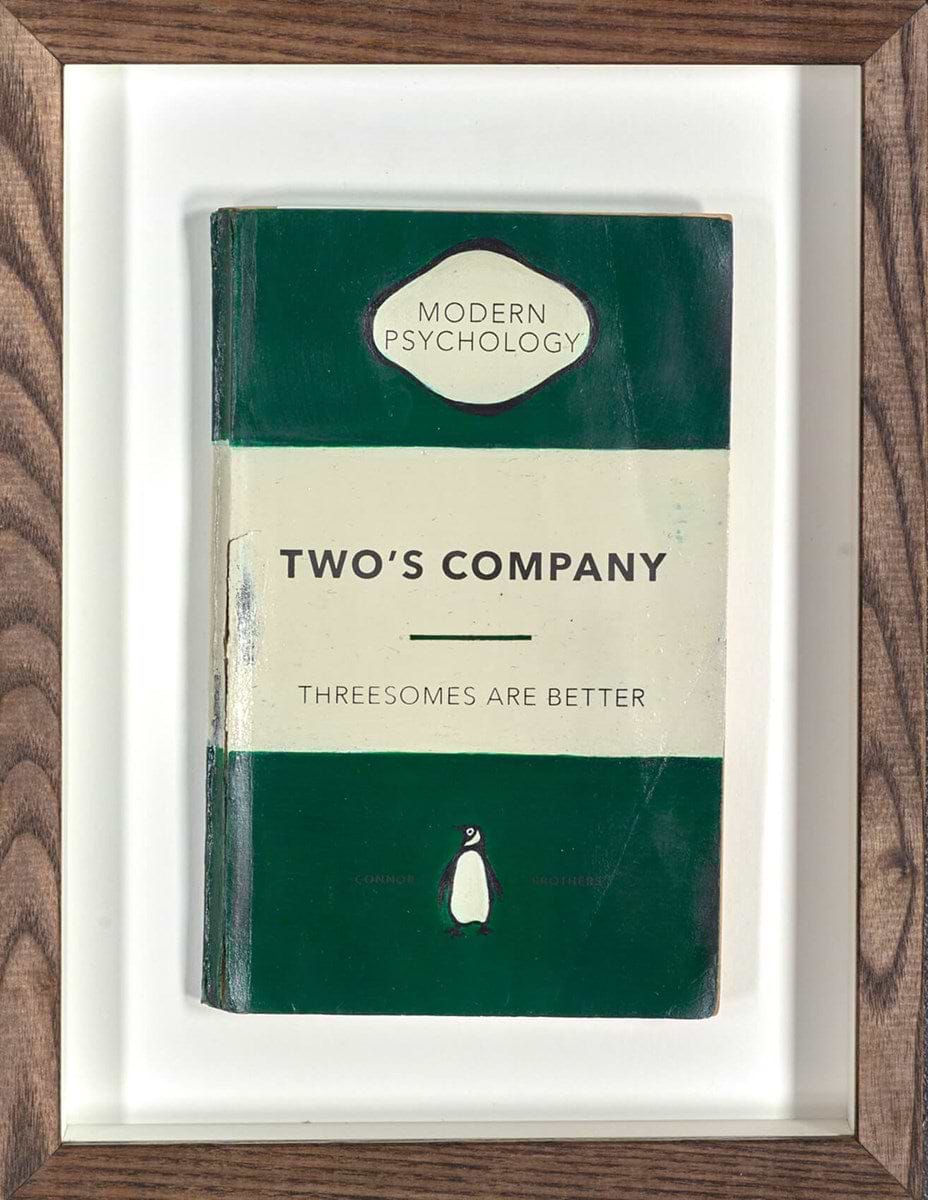 MODERN
PSYCHOLOGY
TWO'S COMPANY
THREESOMES ARE BETTER
CONNOR BROTHERS